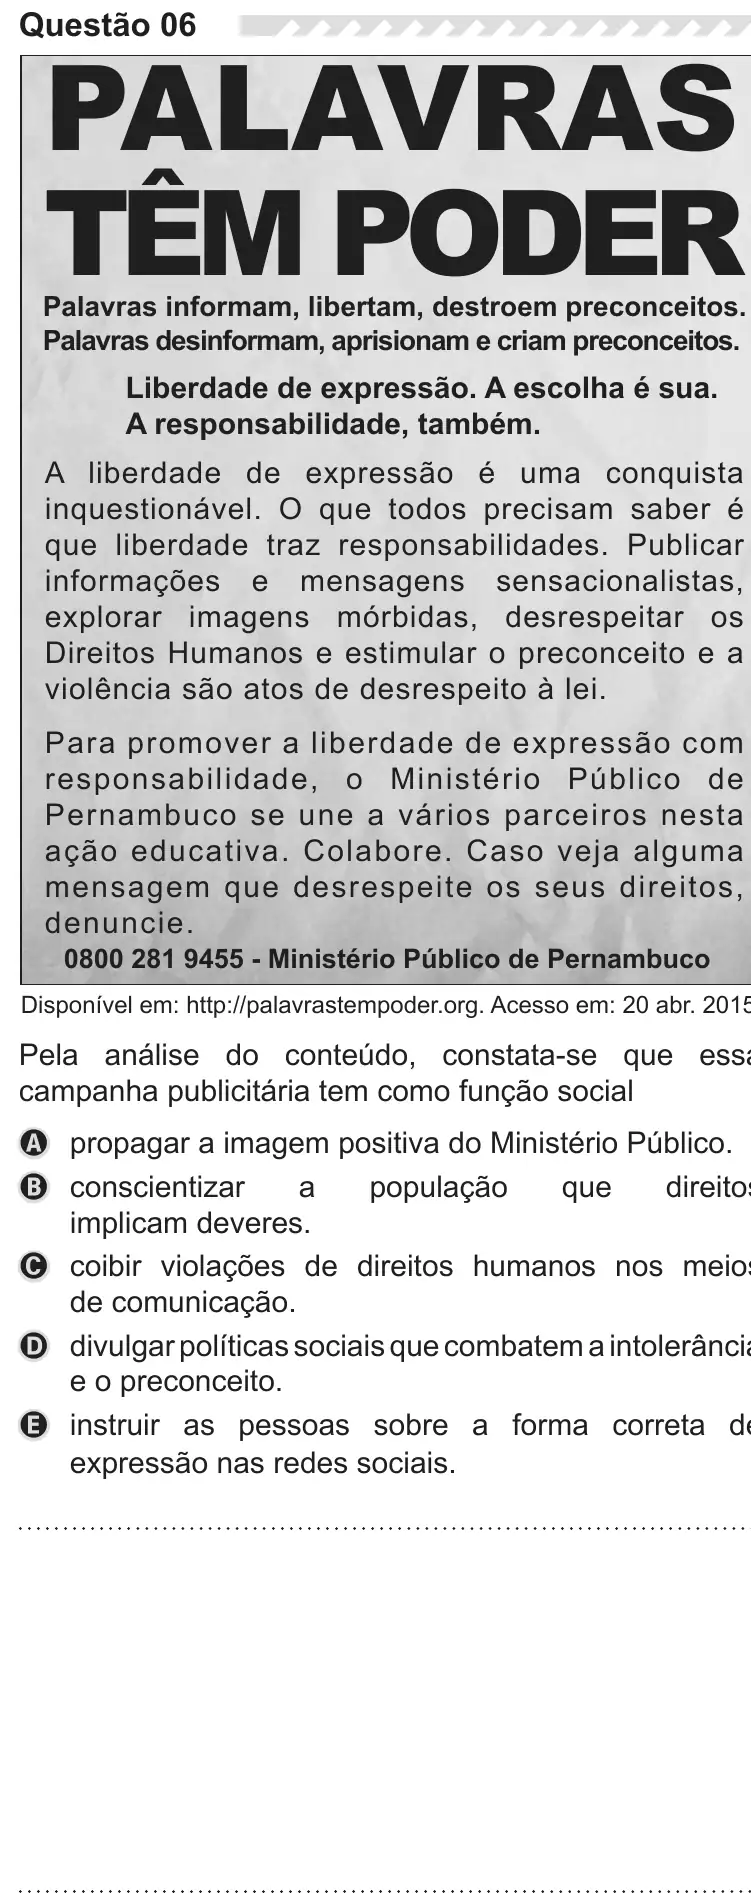 Questão 06
PALAVRAS
TÊM PODER
Palavras informam, libertam, destroem preconceitos.
Palavras desinformam, aprisionam e criam preconceitos.
Liberdade de expressão. A escolha é sua.
A responsabilidade, também.
A liberdade de expressão é uma conquista
inquestionável. O que todos precisam saber é
que liberdade traz responsabilidades. Publicar
informações e mensagens sensacionalistas,
explorar imagens mórbidas, desrespeitar os
Direitos Humanos e estimular o preconceito e a
violência são atos de desrespeito à lei.
Para promover a liberdade de expressão com
responsabilidade, o Ministério Público de
Pernambuco se une a vários parceiros nesta
ação educativa. Colabore. Caso veja alguma
mensagem que desrespeite os seus direitos,
denuncie.
0800 281 9455 - Ministério Público de Pernambuco
Disponível em: http://palavrastempoder.org. Acesso em: 20 abr. 2015
Pela análise do conteúdo, constata-se que essa
campanha publicitária tem como função social
A propagar a imagem positiva do Ministério Público.
B conscientizar a população que direitos
implicam deveres.
C coibir violações de direitos humanos nos meios
de comunicação.
D divulgar políticas sociais que combatem a intolerância
e o preconceito.
E instruir as pessoas sobre a forma correta de
expressão nas redes sociais.